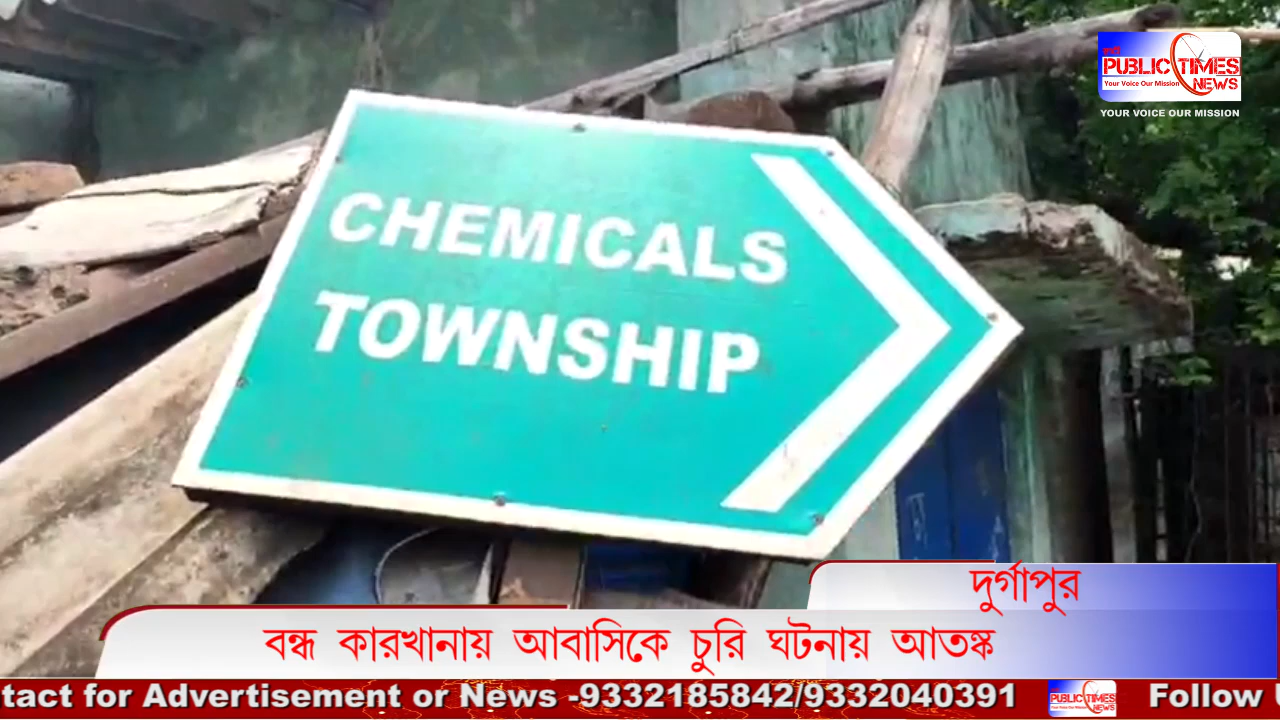 PUBLIC TIMES
Your Voice Our Mission NEWS
YOUR VOICE OUR MISSION
CHEMICALS
TOWNSHIP
দুর্গাপুর
বন্ধ কারখানায় আবাসিকে চুরি ঘটনায় আতঙ্ক
tact for Advertisement or News -9332185842/9332040391 PUBLIC TIMES NEWS Follow